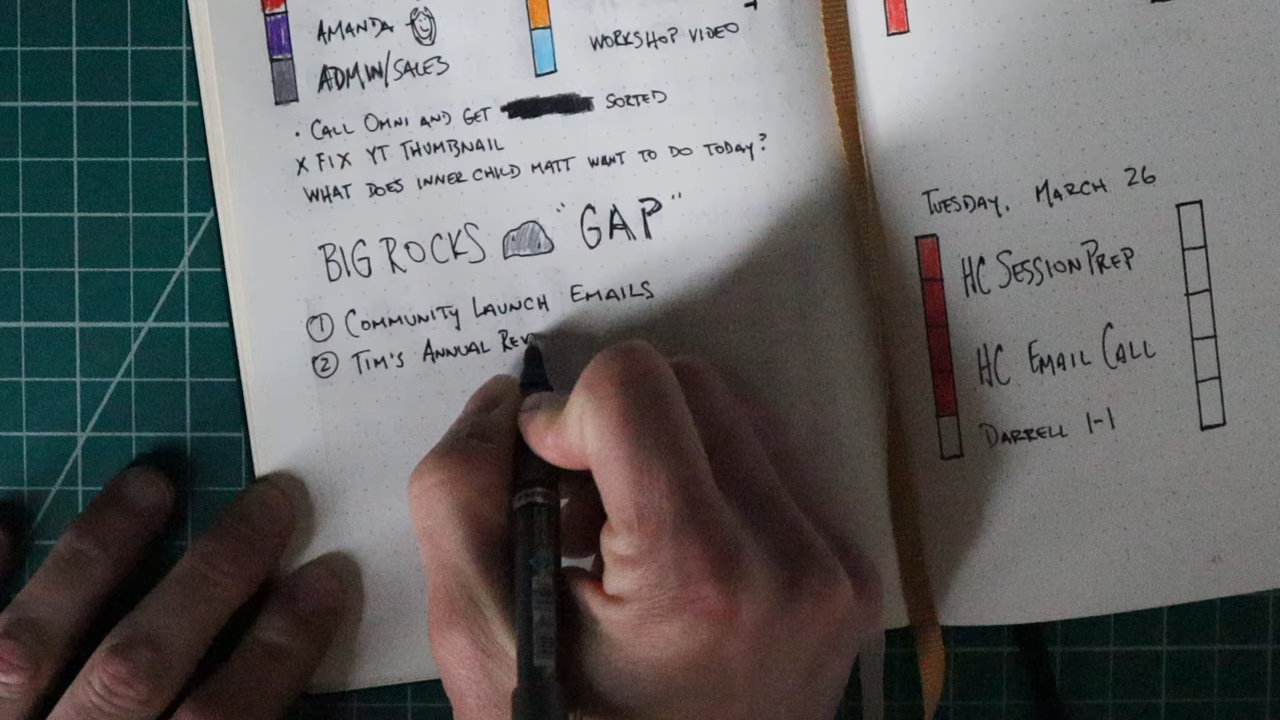 AMANDA
ADMIN/SALES
WORKSHOP VIDEO
• CALL OMNI AND GET SORTED
X FIX YT THUMBNAIL
WHAT DOES INNER CHILD MATT WANT TO DO TODAY?
BIG ROCKS "GAP"
① COMMUNITY LAUNCH EMAILS
② TIM'S ANNUAL REV
TUESDAY, MARCH 26
HC SESSION PREP
HC EMAIL CALL
DARRELL 1-1